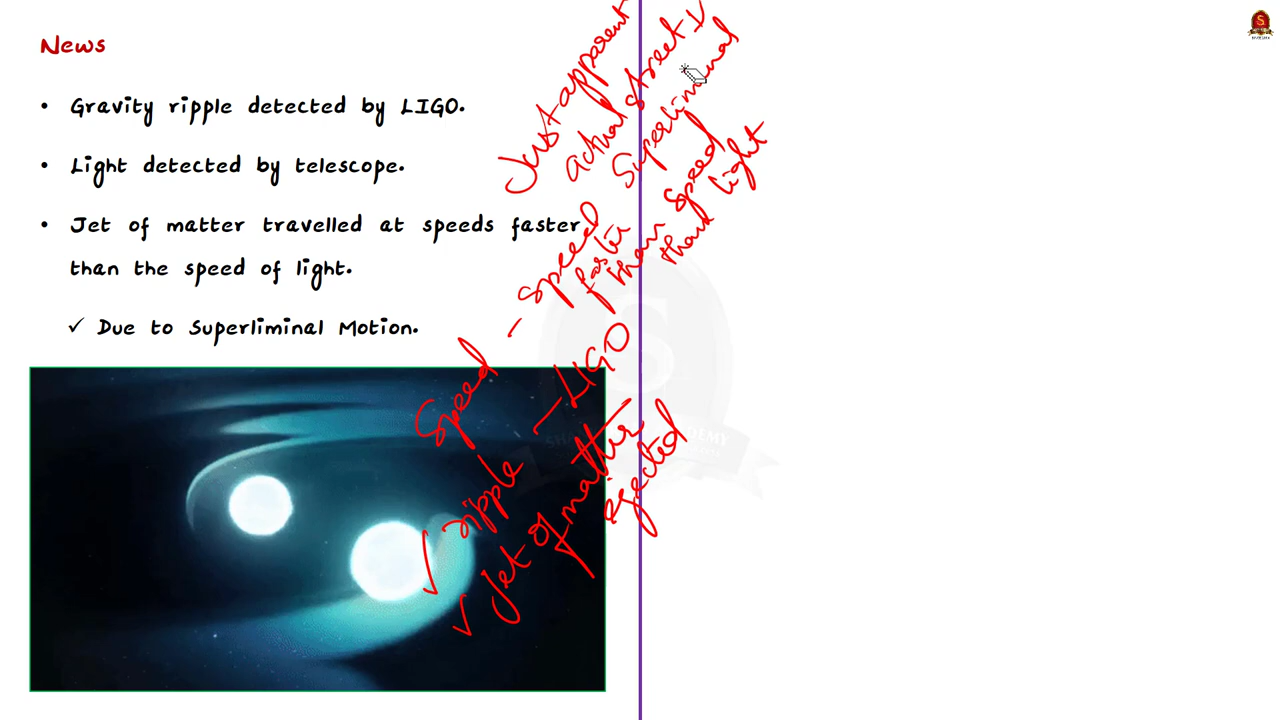 News
• Gravity ripple detected by LIGO.
• Light detected by telescope.
• Jet of matter travelled at speeds faster
than the speed of light.
✓ Due to Superliminal Motion.
Just apparent
actual
Superliminal
Speed
- speed
faster
than speed
than light
✓ ripple - LIGO
✓ Jet of matter
ejected